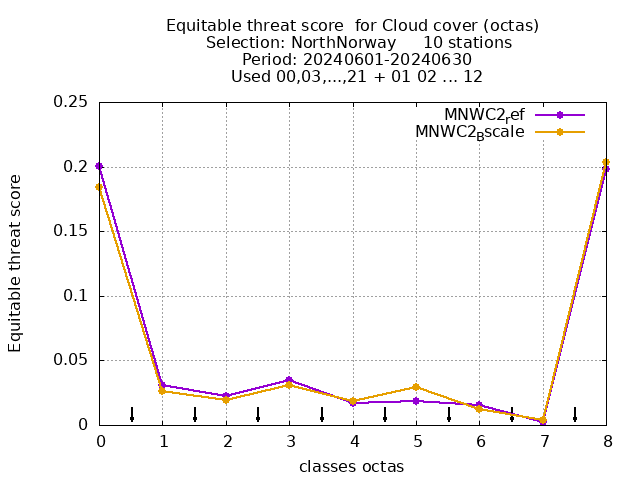 Equitable threat score for Cloud cover (octas)
Selection: NorthNorway 10 stations
Period: 20240601-20240630
Used 00,03,...,21 + 01 02 ... 12
MNWC2ref
MNWC2Bscale
0.25
0.2
0.15
0.1
0.05
0
Equitable threat score
0 1 2 3 4 5 6 7 8
classes octas